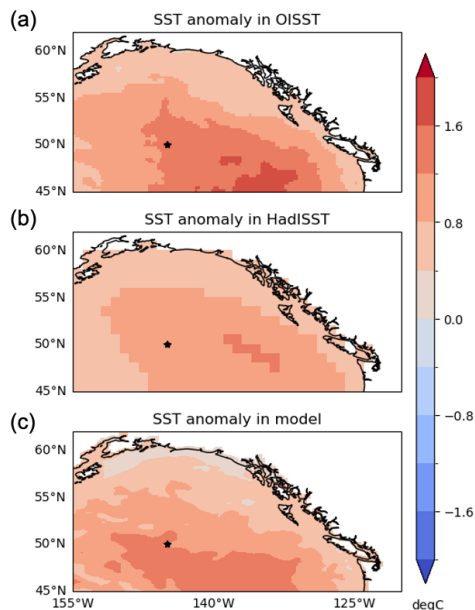 (a)
SST anomaly in OISST
60°N
55°N
50°N
45°N
(b)
SST anomaly in HadISST
60°N
55°N
50°N
45°N
(c)
SST anomaly in model
60°N
55°N
50°N
45°N
155°W 140°W 125°W
1.6
0.8
0.0
−0.8
−1.6
degC